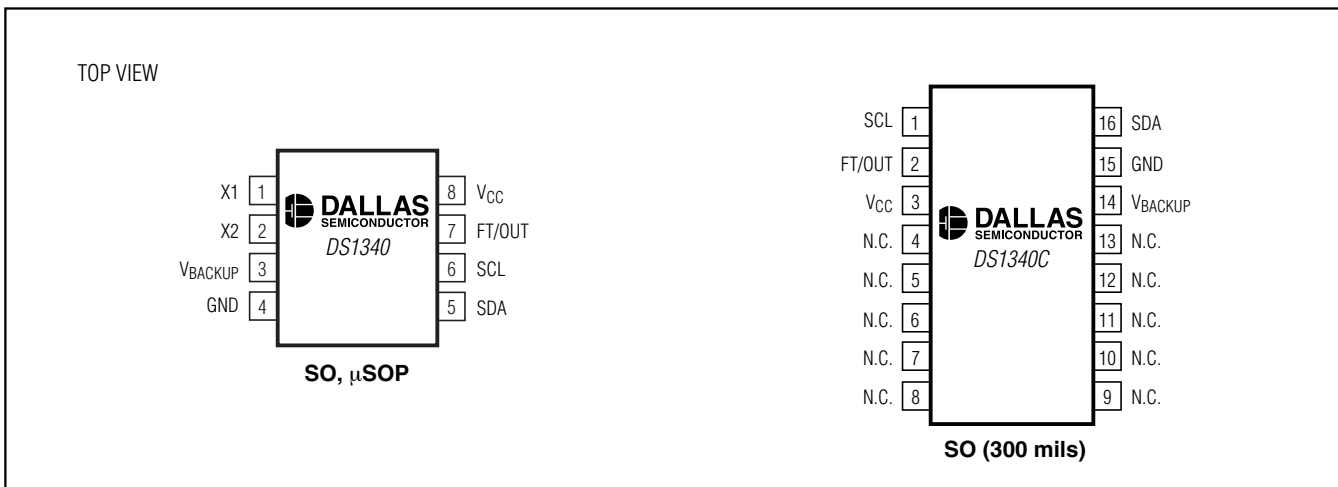 TOP VIEW
X1 1
X2 2
VBACKUP 3
GND 4
8 VCC
7 FT/OUT
6 SCL
5 SDA
DALLAS
SEMICONDUCTOR
DS1340
SO, µSOP
SCL 1
FT/OUT 2
VCC 3
N.C. 4
N.C. 5
N.C. 6
N.C. 7
N.C. 8
16 SDA
15 GND
14 VBACKUP
13 N.C.
12 N.C.
11 N.C.
10 N.C.
9 N.C.
DALLAS
SEMICONDUCTOR
DS1340C
SO (300 mils)